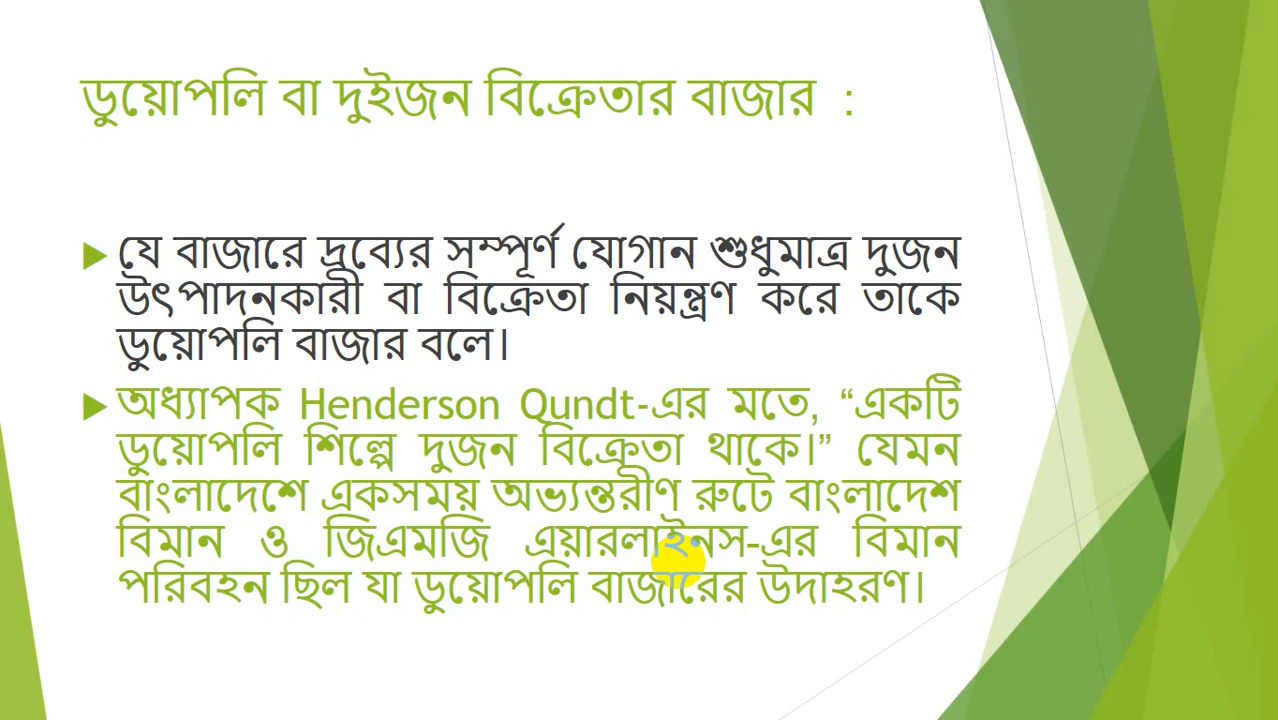 ডুয়োপলি বা দুইজন বিক্রেতার বাজার :
যে বাজারে দ্রব্যের সম্পূর্ণ যোগান শুধুমাত্র দুজন
উৎপাদনকারী বা বিক্রেতা নিয়ন্ত্রণ করে তাকে
ডুয়োপলি বাজার বলে।
অধ্যাপক Henderson Qundt-এর মতে, “একটি
ডুয়োপলি শিল্পে দুজন বিক্রেতা থাকে।” যেমন
বাংলাদেশে একসময় অভ্যন্তরীণ রুটে বাংলাদেশ
বিমান ও জিএমজি এয়ারলাইনস-এর বিমান
পরিবহন ছিল যা ডুয়োপলি বাজারের উদাহরণ।